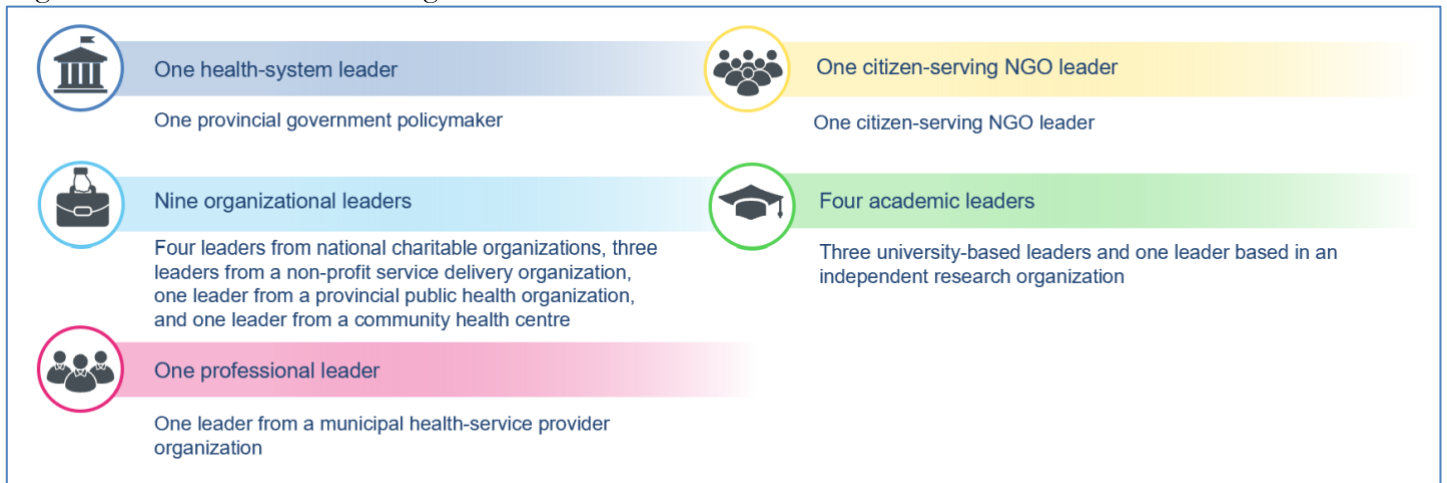 One health-system leader
One provincial government policymaker
Nine organizational leaders
Four leaders from national charitable organizations, three
leaders from a non-profit service delivery organization,
one leader from a provincial public health organization,
and one leader from a community health centre
One professional leader
One leader from a municipal health-service provider
organization
One citizen-serving NGO leader
One citizen-serving NGO leader
Four academic leaders
Three university-based leaders and one leader based in an
independent research organization